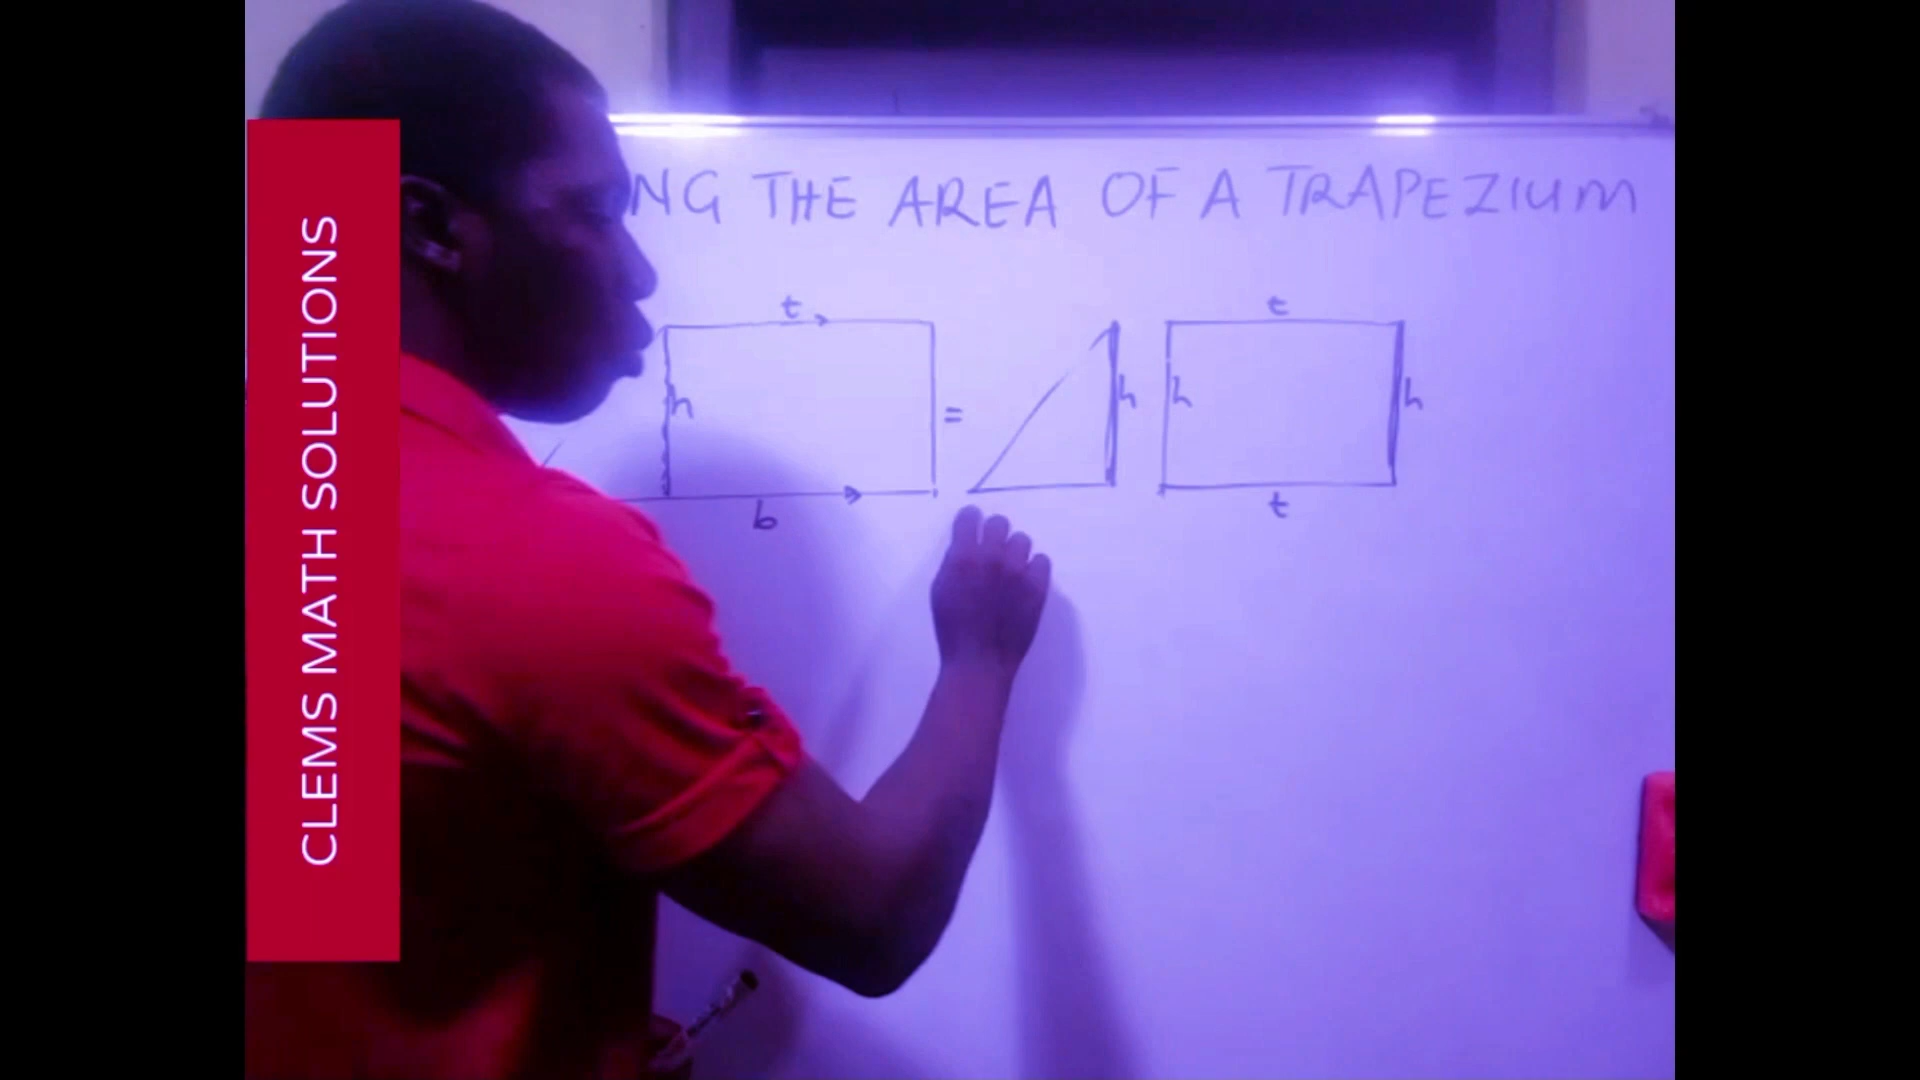 CLEMS MATH SOLUTIONS
NG THE AREA OF A TRAPEZIUM
t t
h = h h h
b t